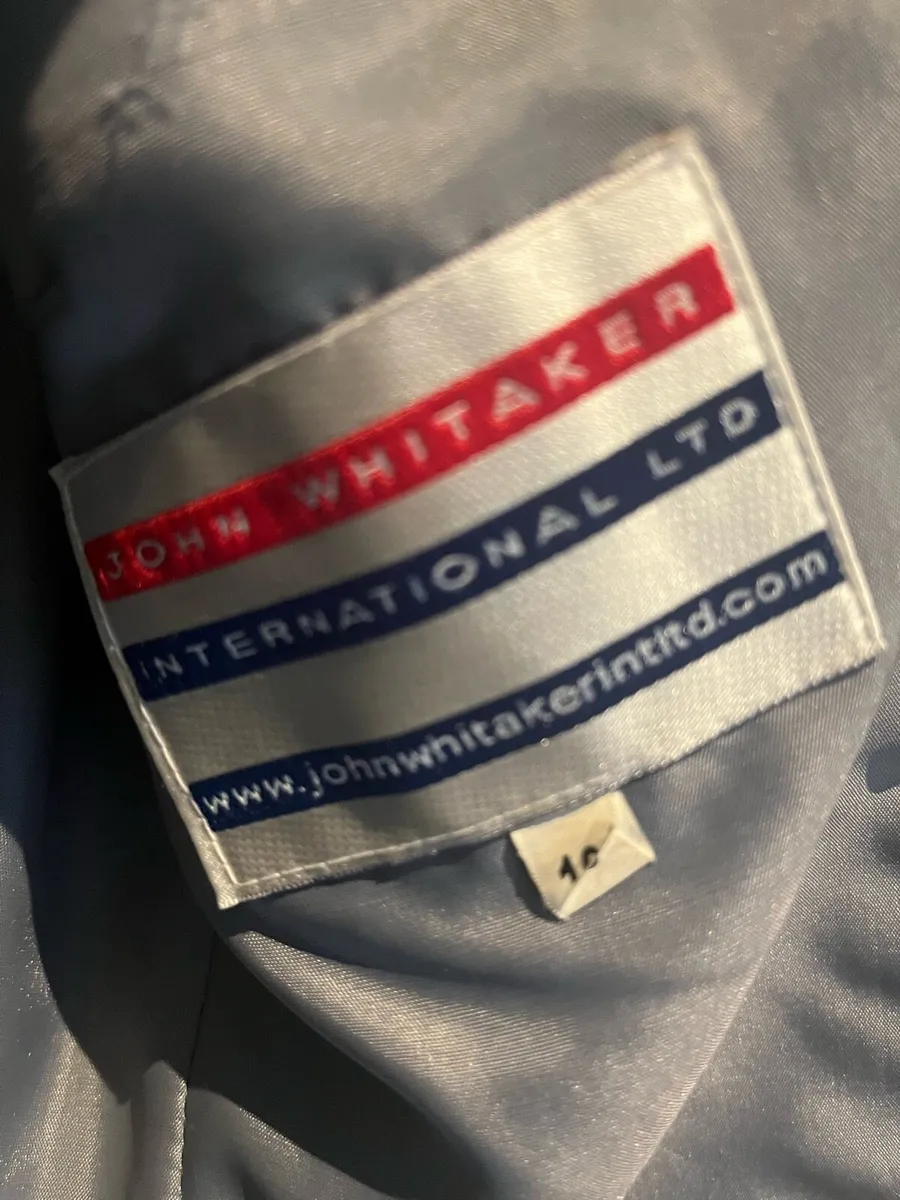 JOHN WHITAKER
INTERNATIONAL LTD
www.johnwhitakerintltd.com